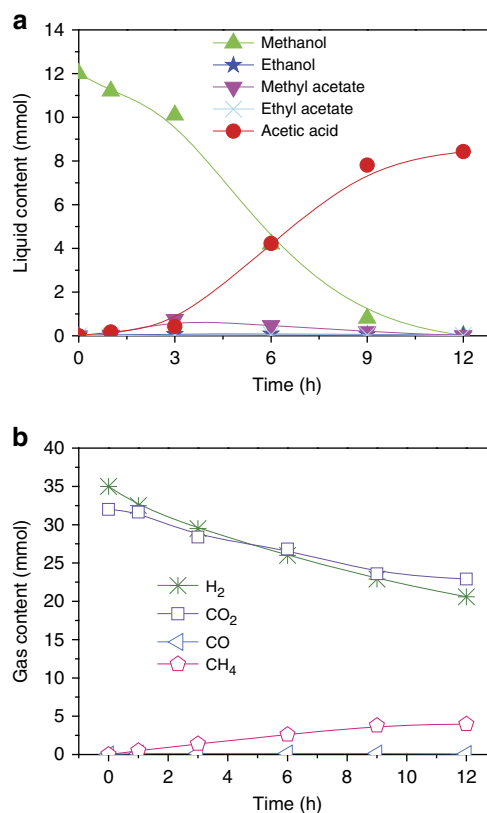 a
14
12
10
8
6
4
2
0
Liquid content (mmol)
Methanol
Ethanol
Methyl acetate
Ethyl acetate
Acetic acid
0 3 6 9 12
Time (h)
b
40
35
30
25
20
15
10
5
0
Gas content (mmol)
H2
CO2
CO
CH4
0 2 4 6 8 10 12
Time (h)